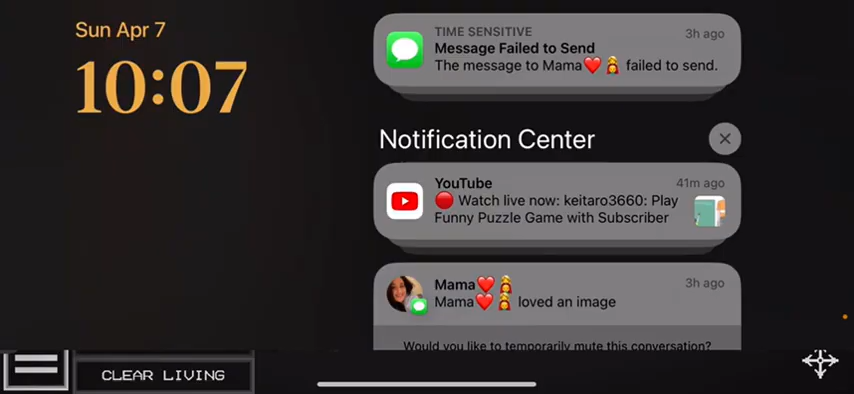 Sun Apr 7
10:07
TIME SENSITIVE
3h ago
Message Failed to Send
The message to Mama❤️👸 failed to send.
Notification Center
YouTube
41m ago
🔴 Watch live now: keitaro3660: Play
Funny Puzzle Game with Subscriber
Mama❤️👸
3h ago
Mama❤️👸 loved an image
Would you like to temporarily mute this conversation?
CLEAR LIVING